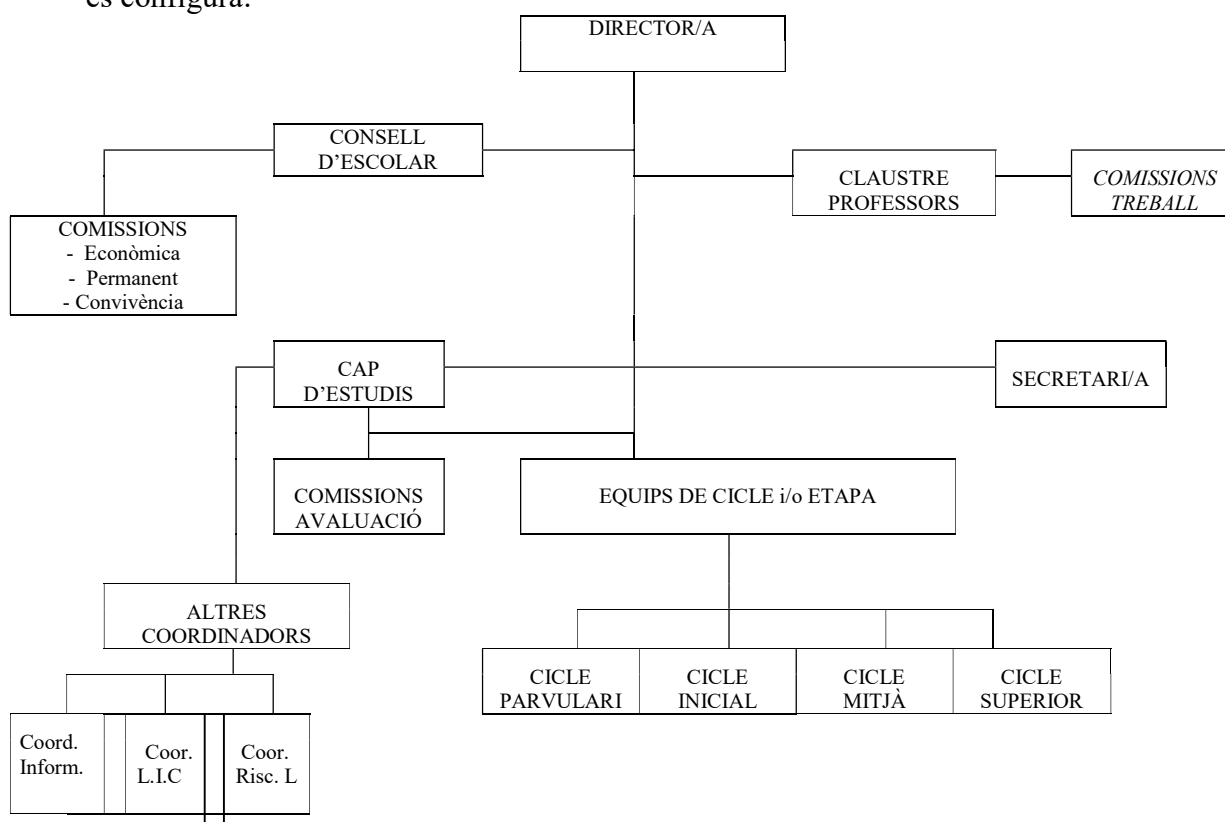 es configura:
DIRECTOR/A
CONSELL
D’ESCOLAR
CLAUSTRE
PROFESSORS
COMISSIONS
TREBALL
COMISSIONS
- Econòmica
- Permanent
- Convivència
CAP
D’ESTUDIS
SECRETARI/A
COMISSIONS
AVALUACIÓ
EQUIPS DE CICLE i/o ETAPA
ALTRES
COORDINADORS
CICLE
PARVULARI
CICLE
INICIAL
CICLE
MITJÀ
CICLE
SUPERIOR
Coord.
Inform.
Coor.
L.I.C
Coor.
Risc. L